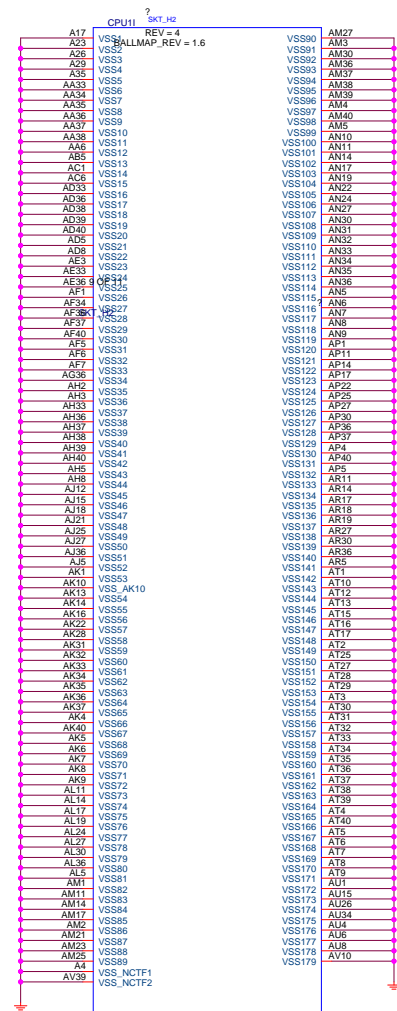 ?
CPU1I SKT_H2
REV = 4
BALLMAP_REV = 1.6
A17 VSS1 VSS90 AM27
A23 VSS2 VSS91 AM3
A26 VSS3 VSS92 AM30
A29 VSS4 VSS93 AM36
A35 VSS5 VSS94 AM37
AA33 VSS6 VSS95 AM38
AA34 VSS7 VSS96 AM39
AA35 VSS8 VSS97 AM4
AA36 VSS9 VSS98 AM40
AA37 VSS10 VSS99 AM5
AA38 VSS11 VSS100 AN10
AA6 VSS12 VSS101 AN11
AB5 VSS13 VSS102 AN14
AC1 VSS14 VSS103 AN17
AC6 VSS15 VSS104 AN19
AD33 VSS16 VSS105 AN22
AD36 VSS17 VSS106 AN24
AD38 VSS18 VSS107 AN27
AD39 VSS19 VSS108 AN30
AD40 VSS20 VSS109 AN31
AD5 VSS21 VSS110 AN32
AD8 VSS22 VSS111 AN33
AE3 VSS23 VSS112 AN34
AE33 VSS24 VSS113 AN35
AE36 9 OF 11 VSS25 VSS114 AN36
AF1 VSS26 VSS115 AN5
AF34 VSS27 VSS116 ? AN6
AF36 SKT_H2 VSS28 VSS117 AN7
AF37 VSS29 VSS118 AN8
AF40 VSS30 VSS119 AN9
AF5 VSS31 VSS120 AP1
AF6 VSS32 VSS121 AP11
AF7 VSS33 VSS122 AP14
AG36 VSS34 VSS123 AP17
AH2 VSS35 VSS124 AP22
AH3 VSS36 VSS125 AP25
AH33 VSS37 VSS126 AP27
AH36 VSS38 VSS127 AP30
AH37 VSS39 VSS128 AP36
AH38 VSS40 VSS129 AP37
AH39 VSS41 VSS130 AP4
AH40 VSS42 VSS131 AP40
AH5 VSS43 VSS132 AP5
AH8 VSS44 VSS133 AR11
AJ12 VSS45 VSS134 AR14
AJ15 VSS46 VSS135 AR17
AJ18 VSS47 VSS136 AR18
AJ21 VSS48 VSS137 AR19
AJ25 VSS49 VSS138 AR27
AJ27 VSS50 VSS139 AR30
AJ36 VSS51 VSS140 AR36
AJ5 VSS52 VSS141 AR5
AK1 VSS53 VSS142 AT1
AK10 VSS_AK10 VSS143 AT10
AK13 VSS54 VSS144 AT12
AK14 VSS55 VSS145 AT13
AK16 VSS56 VSS146 AT15
AK22 VSS57 VSS147 AT16
AK28 VSS58 VSS148 AT17
AK31 VSS59 VSS149 AT2
AK32 VSS60 VSS150 AT25
AK33 VSS61 VSS151 AT27
AK34 VSS62 VSS152 AT28
AK35 VSS63 VSS153 AT29
AK36 VSS64 VSS154 AT3
AK37 VSS65 VSS155 AT30
AK4 VSS66 VSS156 AT31
AK40 VSS67 VSS157 AT32
AK5 VSS68 VSS158 AT33
AK6 VSS69 VSS159 AT34
AK7 VSS70 VSS160 AT35
AK8 VSS71 VSS161 AT36
AK9 VSS72 VSS162 AT37
AL11 VSS73 VSS163 AT38
AL14 VSS74 VSS164 AT39
AL17 VSS75 VSS165 AT4
AL19 VSS76 VSS166 AT40
AL24 VSS77 VSS167 AT5
AL27 VSS78 VSS168 AT6
AL30 VSS79 VSS169 AT7
AL36 VSS80 VSS170 AT8
AL5 VSS81 VSS171 AT9
AM1 VSS82 VSS172 AU1
AM11 VSS83 VSS173 AU15
AM14 VSS84 VSS174 AU26
AM17 VSS85 VSS175 AU34
AM2 VSS86 VSS176 AU4
AM21 VSS87 VSS177 AU6
AM23 VSS88 VSS178 AU8
AM25 VSS89 VSS179 AV10
A4 VSS_NCTF1
AV39 VSS_NCTF2